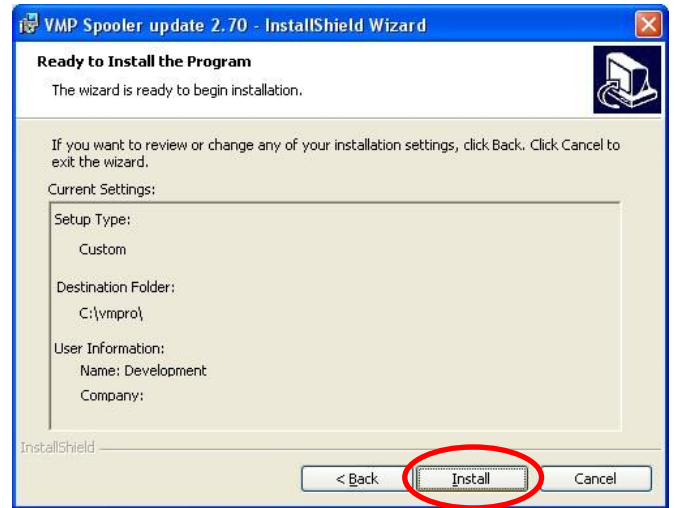 VMP Spooler update 2.70 - InstallShield Wizard
Ready to Install the Program
The wizard is ready to begin installation.
If you want to review or change any of your installation settings, click Back. Click Cancel to
exit the wizard.
Current Settings:
Setup Type:
Custom
Destination Folder:
C:\vmpro\
User Information:
Name: Development
Company:
InstallShield
< Back
Install
Cancel